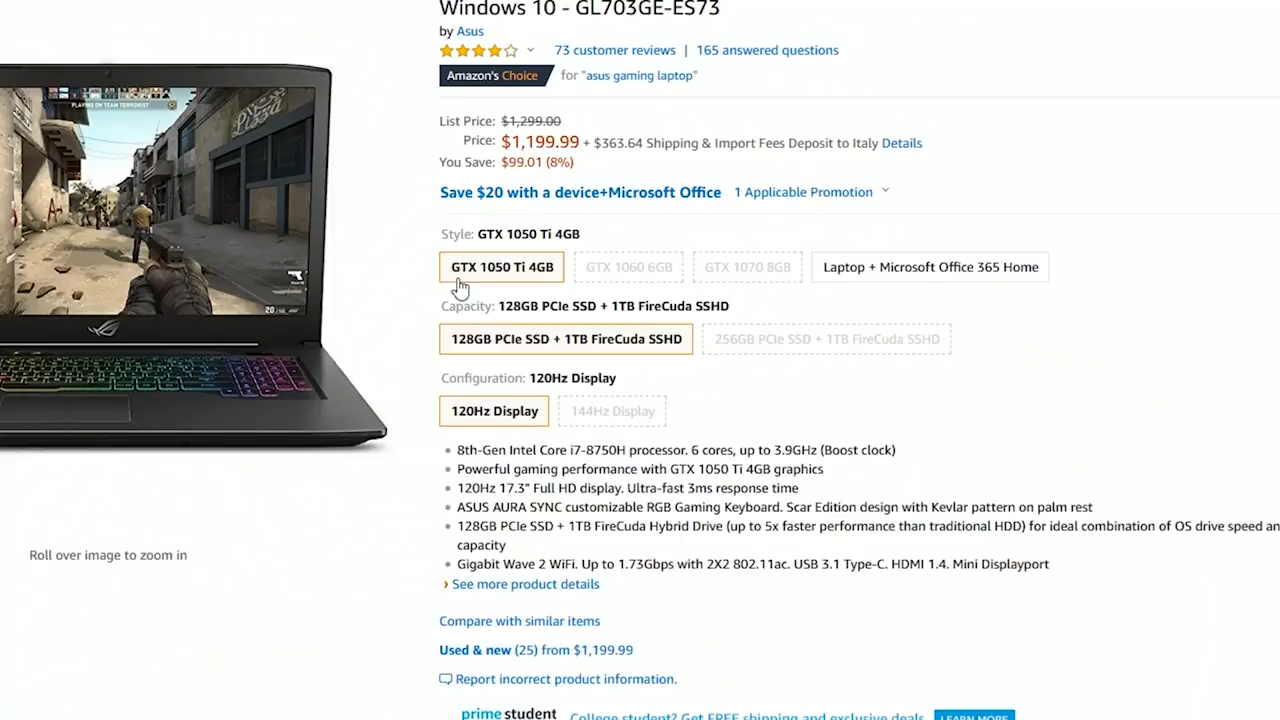 Windows 10 - GL703GE-ES73
by Asus
73 customer reviews | 165 answered questions
Amazon's Choice for "asus gaming laptop"
List Price: $1,299.00
Price: $1,199.99 + $363.64 Shipping & Import Fees Deposit to Italy Details
You Save: $99.01 (8%)
Save $20 with a device+Microsoft Office 1 Applicable Promotion
Style: GTX 1050 Ti 4GB
GTX 1050 Ti 4GB GTX 1060 6GB GTX 1070 8GB Laptop + Microsoft Office 365 Home
Capacity: 128GB PCIe SSD + 1TB FireCuda SSHD
128GB PCIe SSD + 1TB FireCuda SSHD 256GB PCIe SSD + 1TB FireCuda SSHD
Configuration: 120Hz Display
120Hz Display 144Hz Display
8th-Gen Intel Core i7-8750H processor. 6 cores, up to 3.9GHz (Boost clock)
Powerful gaming performance with GTX 1050 Ti 4GB graphics
120Hz 17.3" Full HD display. Ultra-fast 3ms response time
ASUS AURA SYNC customizable RGB Gaming Keyboard. Scar Edition design with Kevlar pattern on palm rest
128GB PCIe SSD + 1TB FireCuda Hybrid Drive (up to 5x faster performance than traditional HDD) for ideal combination of OS drive speed an
capacity
Gigabit Wave 2 WiFi. Up to 1.73Gbps with 2X2 802.11ac. USB 3.1 Type-C. HDMI 1.4. Mini Displayport
› See more product details
Compare with similar items
Used & new (25) from $1,199.99
Report incorrect product information.
prime student College student? Get FREE shipping and exclusive deals LEARN MORE
PLAYING ON TEAM TERRORIST
Pizza
20
Roll over image to zoom in